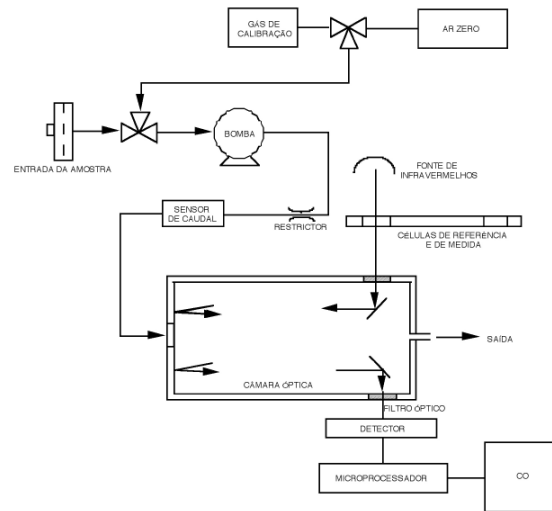 GÁS DE
CALIBRAÇÃO
AR ZERO
BOMBA
ENTRADA DA AMOSTRA
FONTE DE
INFRAVERMELHOS
SENSOR
DE CAUDAL
RESTRICTOR
CÉLULAS DE REFERÊNCIA
E DE MEDIDA
SAÍDA
CÂMARA ÓPTICA
FILTRO ÓPTICO
DETECTOR
MICROPROCESSADOR
CO